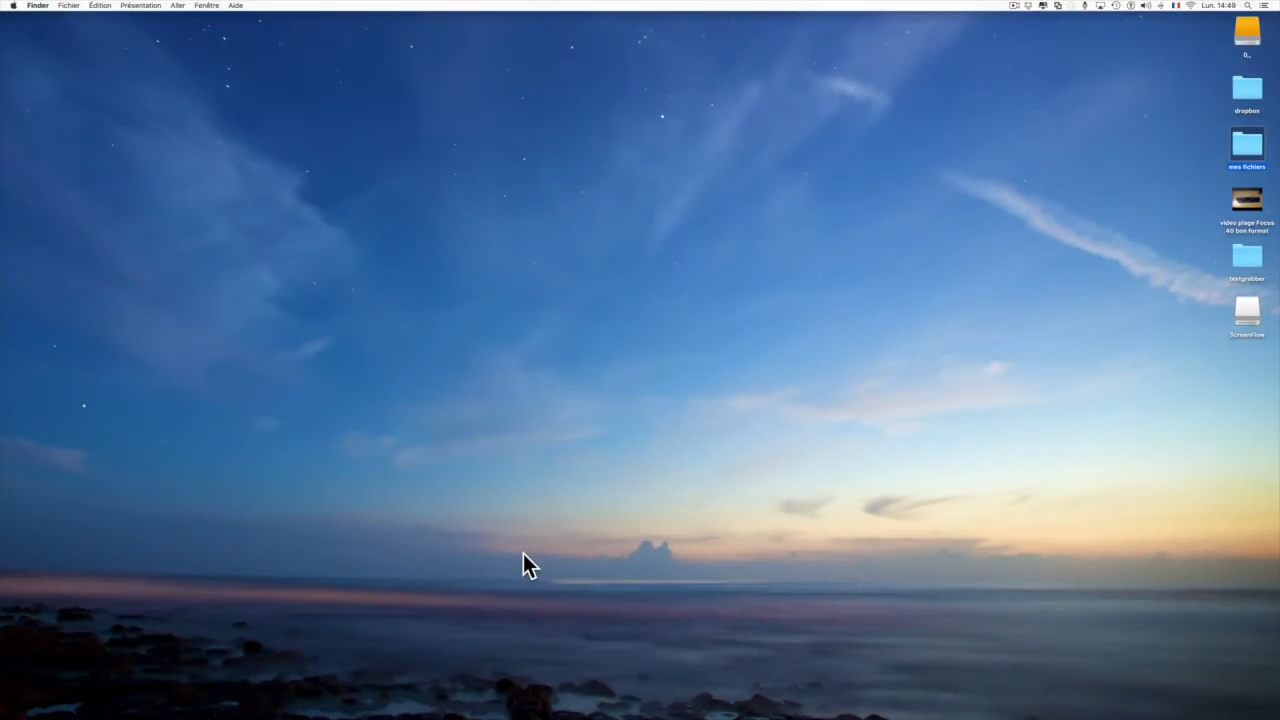 Finder Fichier Édition Présentation Aller Fenêtre Aide Lun. 14:49
0_
dropbox
mes fichiers
video plage Focus
40 bon format
textgrabber
ScreenFlow